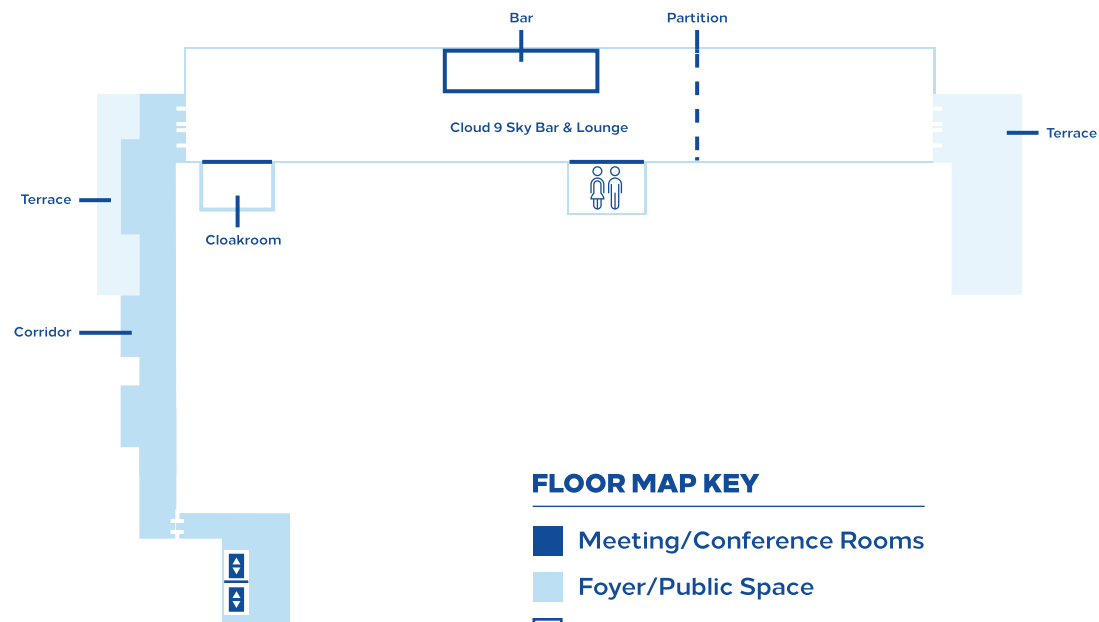 Bar
Partition
Cloud 9 Sky Bar & Lounge
Terrace
Terrace
Cloakroom
Corridor
FLOOR MAP KEY
Meeting/Conference Rooms
Foyer/Public Space